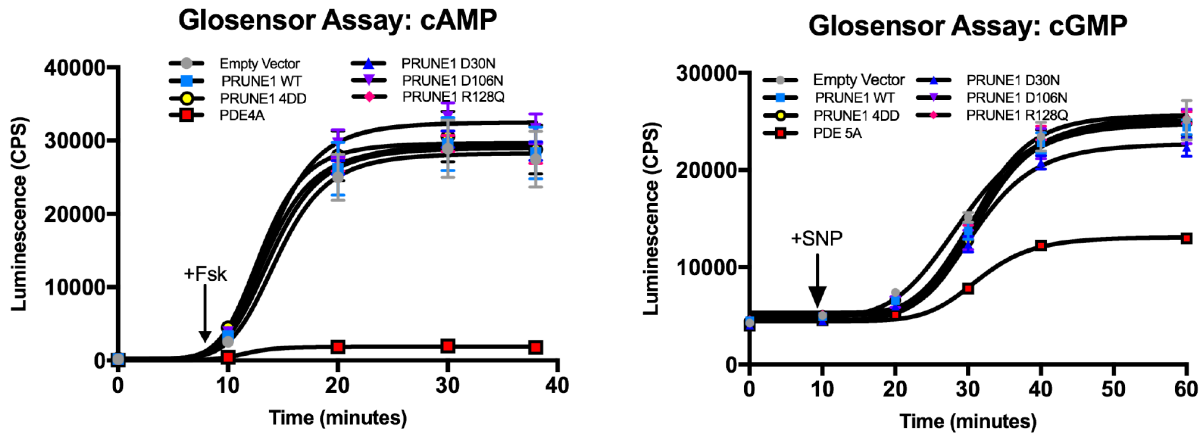 Glosensor Assay: cAMP
Luminescence (CPS)
40000
30000
20000
10000
0
Empty Vector
PRUNE1 WT
PRUNE1 4DD
PDE4A
PRUNE1 D30N
PRUNE1 D106N
PRUNE1 R128Q
+Fsk
0
10
20
30
40
Time (minutes)
Glosensor Assay: cGMP
Luminescence (CPS)
30000
20000
10000
0
Empty Vector
PRUNE1 WT
PRUNE1 4DD
PDE 5A
PRUNE1 D30N
PRUNE1 D106N
PRUNE1 R128Q
+SNP
0
10
20
30
40
50
60
Time (minutes)